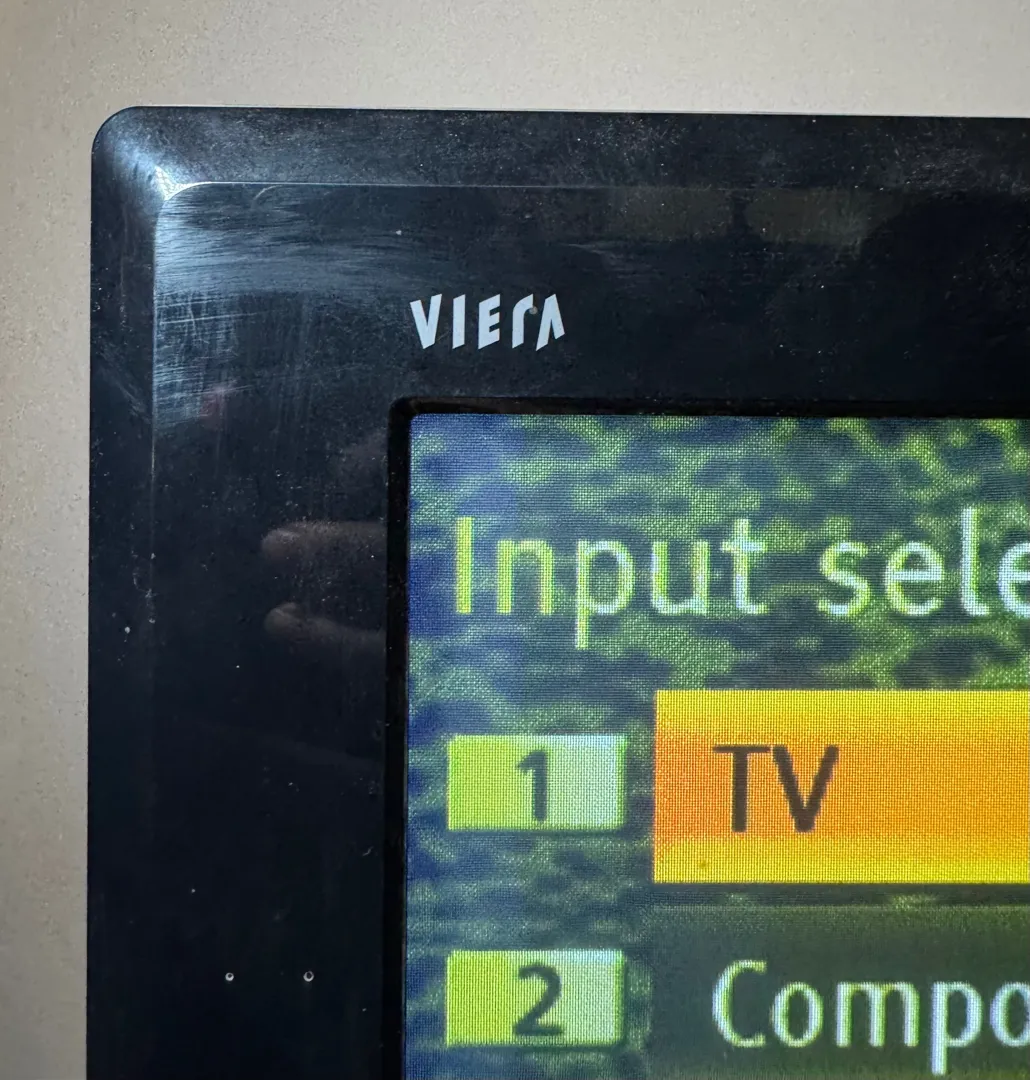 VIERA
Input sele
1 TV
2 Compo